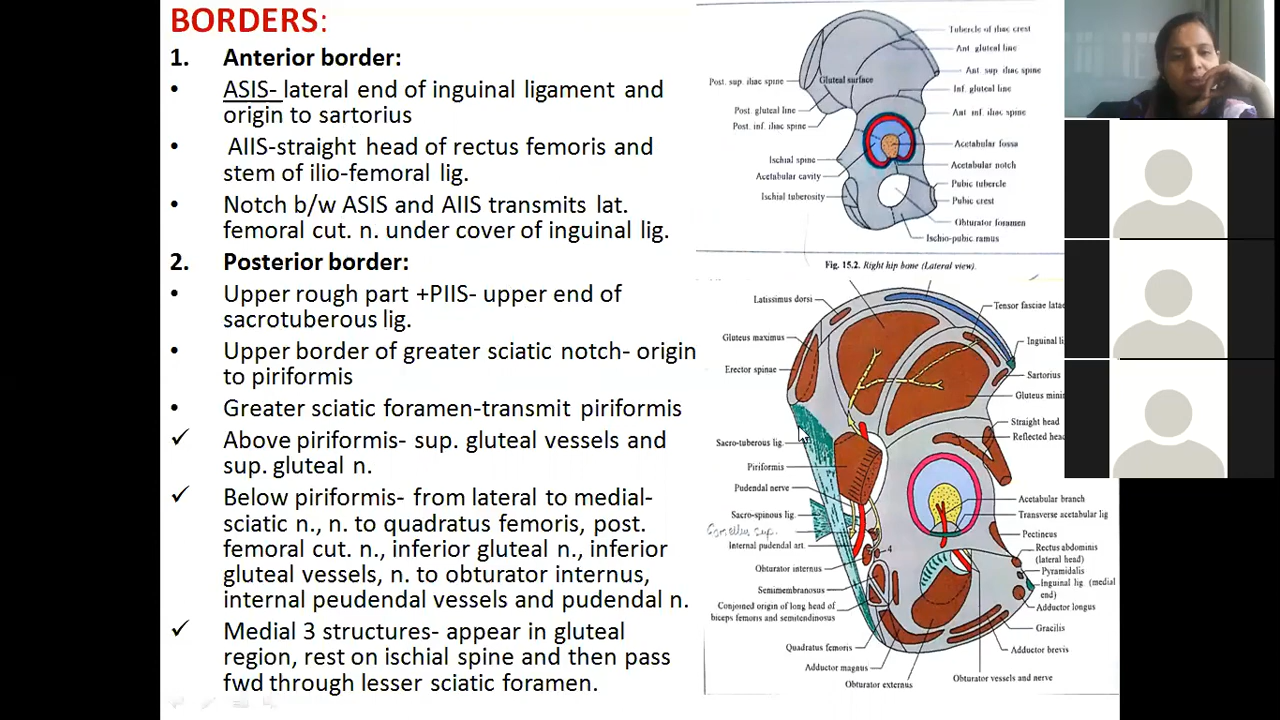 BORDERS:
1. Anterior border:
• ASIS- lateral end of inguinal ligament and
origin to sartorius
• AIIS-straight head of rectus femoris and
stem of ilio-femoral lig.
• Notch b/w ASIS and AIIS transmits lat.
femoral cut. n. under cover of inguinal lig.
2. Posterior border:
• Upper rough part +PIIS- upper end of
sacrotuberous lig.
• Upper border of greater sciatic notch- origin
to piriformis
• Greater sciatic foramen-transmit piriformis
✓ Above piriformis- sup. gluteal vessels and
sup. gluteal n.
✓ Below piriformis- from lateral to medial-
sciatic n., n. to quadratus femoris, post.
femoral cut. n., inferior gluteal n., inferior
gluteal vessels, n. to obturator internus,
internal peudendal vessels and pudendal n.
✓ Medial 3 structures- appear in gluteal
region, rest on ischial spine and then pass
fwd through lesser sciatic foramen.
Tubercle of iliac crest
Ant gluteal line
Ant. sup iliac spine
Inf. gluteal line
Ant inf. iliac spine
Acetabular fossa
Acetabular notch
Pubic tubercle
Pubic crest
Obturator foramen
Ischio-pubic ramus
Gluteal surface
Post. sup. iliac spine
Post. gluteal line
Post. inf. iliac spine
Ischial spine
Acetabular cavity
Ischial tuberosity
Fig. 15.2. Right hip bone (Lateral view).
Latissimus dorsi
Gluteus maximus
Erector spinae
Sacro-tuberous lig.
Piriformis
Pudendal nerve
Sacro-spinous lig.
Internal pudendal art.
4
Obturator internus
Semimembranosus
Conjoined origin of long head of
biceps femoris and semitendinosus
Quadratus femoris
Adductor magnus
Obturator externus
Tensor fasciae latae
Inguinal li
Sartorius
Gluteus mini
Straight head
Reflected hea
Acetabular branch
Transverse acetabular lig
Pectineus
Rectus abdominis
(lateral head)
Pyramidalis
Inguinal lig (medial
end)
Adductor longus
Gracilis
Adductor brevis
Obturator vessels and nerve